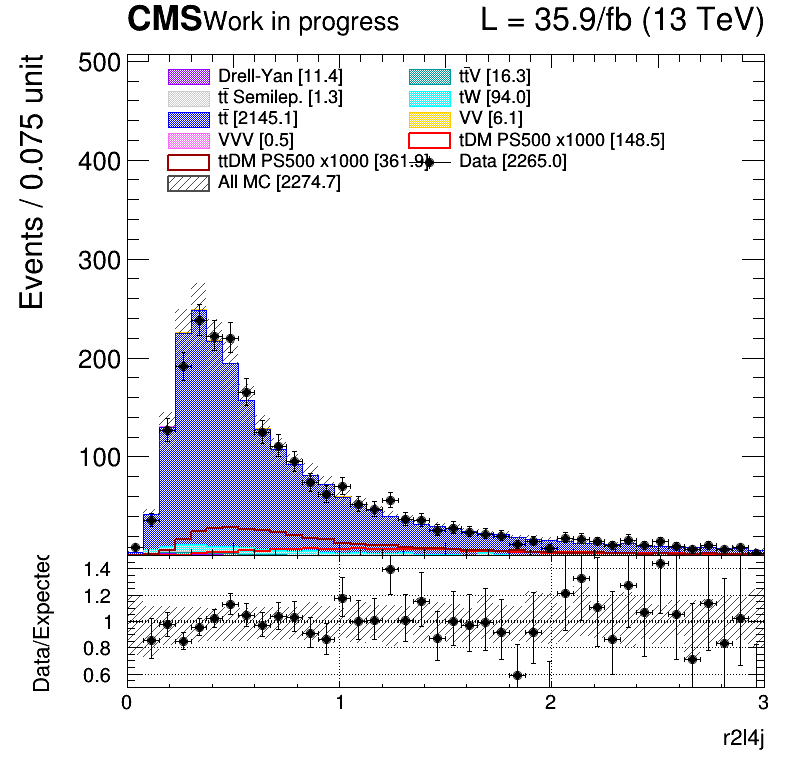 CMS Work in progress L = 35.9/fb (13 TeV)
Events / 0.075 unit
500
400
300
200
100
Drell-Yan [11.4]
tt̄V [16.3]
tt̄ Semilep. [1.3]
tW [94.0]
tt̄ [2145.1]
VV [6.1]
VVV [0.5]
tDM PS500 x1000 [148.5]
ttDM PS500 x1000 [361.9]
Data [2265.0]
All MC [2274.7]
Data/Expected
1.4
1.2
1
0.8
0.6
0 1 2 3
r2l4j